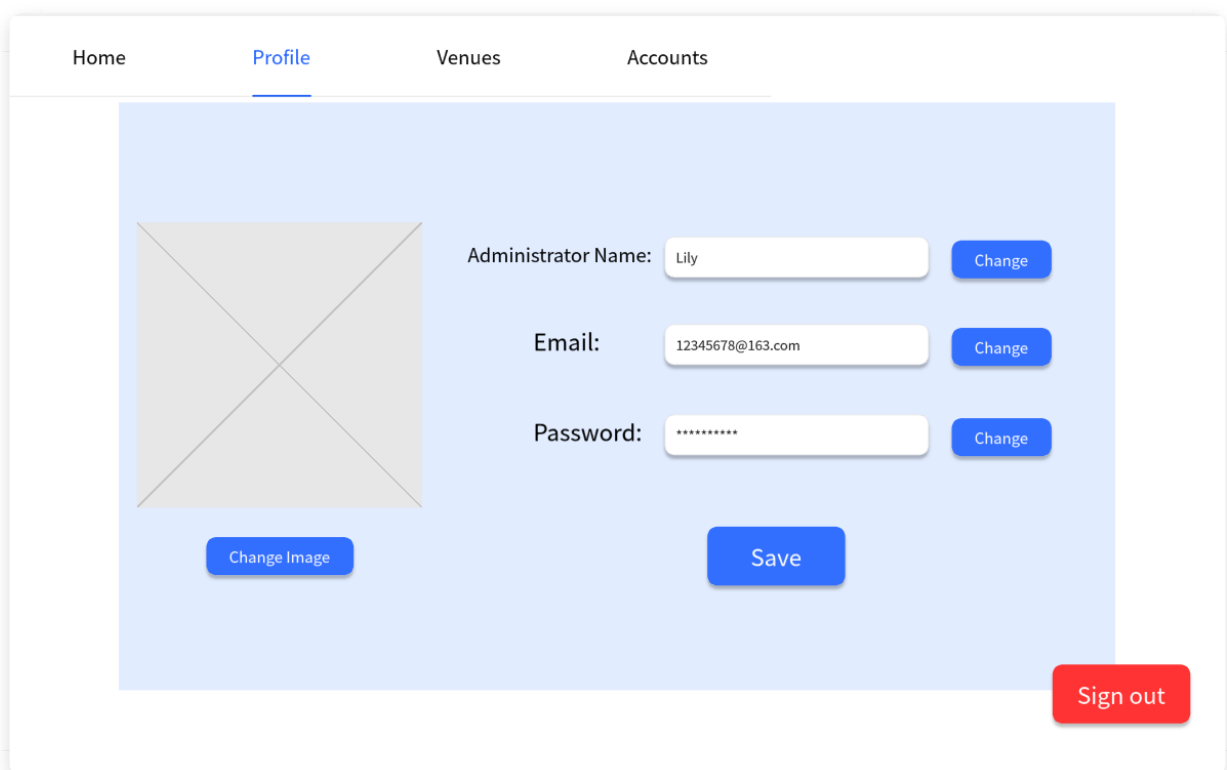 Home Profile Venues Accounts
Administrator Name: Lily Change
Email: 12345678@163.com Change
Password: ********** Change
Change Image Save
Sign out